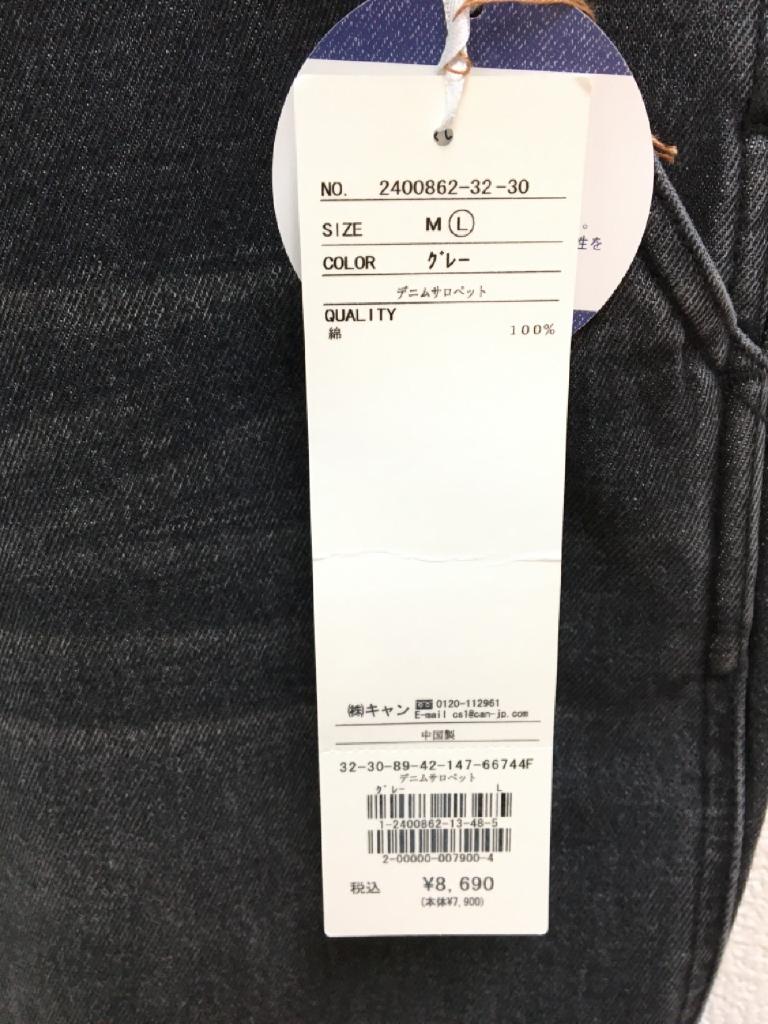 NO. 2400862-32-30
SIZE M L
COLOR グレー
デニムサロペット
QUALITY
綿 100%
。
性を
㈱キャン 0120-112961
E-mail cs1@can-jp.com
中国製
32-30-89-42-147-66744F
デニムサロペット
グレー L
1-2400862-13-48-5
2-00000-007900-4
税込 ¥8,690
(本体¥7,900)